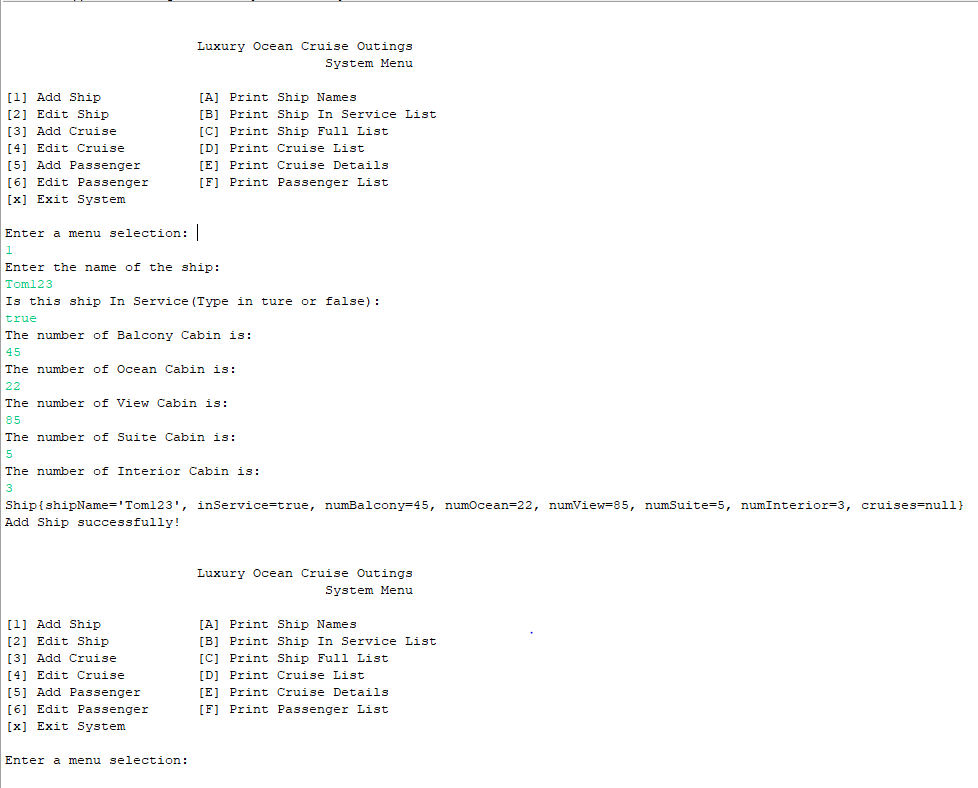 Luxury Ocean Cruise Outings
System Menu
[1] Add Ship [A] Print Ship Names
[2] Edit Ship [B] Print Ship In Service List
[3] Add Cruise [C] Print Ship Full List
[4] Edit Cruise [D] Print Cruise List
[5] Add Passenger [E] Print Cruise Details
[6] Edit Passenger [F] Print Passenger List
[x] Exit System
Enter a menu selection:
1
Enter the name of the ship:
Tom123
Is this ship In Service(Type in ture or false):
true
The number of Balcony Cabin is:
45
The number of Ocean Cabin is:
22
The number of View Cabin is:
85
The number of Suite Cabin is:
5
The number of Interior Cabin is:
3
Ship{shipName='Tom123', inService=true, numBalcony=45, numOcean=22, numView=85, numSuite=5, numInterior=3, cruises=null}
Add Ship successfully!
Luxury Ocean Cruise Outings
System Menu
[1] Add Ship [A] Print Ship Names
[2] Edit Ship [B] Print Ship In Service List
[3] Add Cruise [C] Print Ship Full List
[4] Edit Cruise [D] Print Cruise List
[5] Add Passenger [E] Print Cruise Details
[6] Edit Passenger [F] Print Passenger List
[x] Exit System
Enter a menu selection: